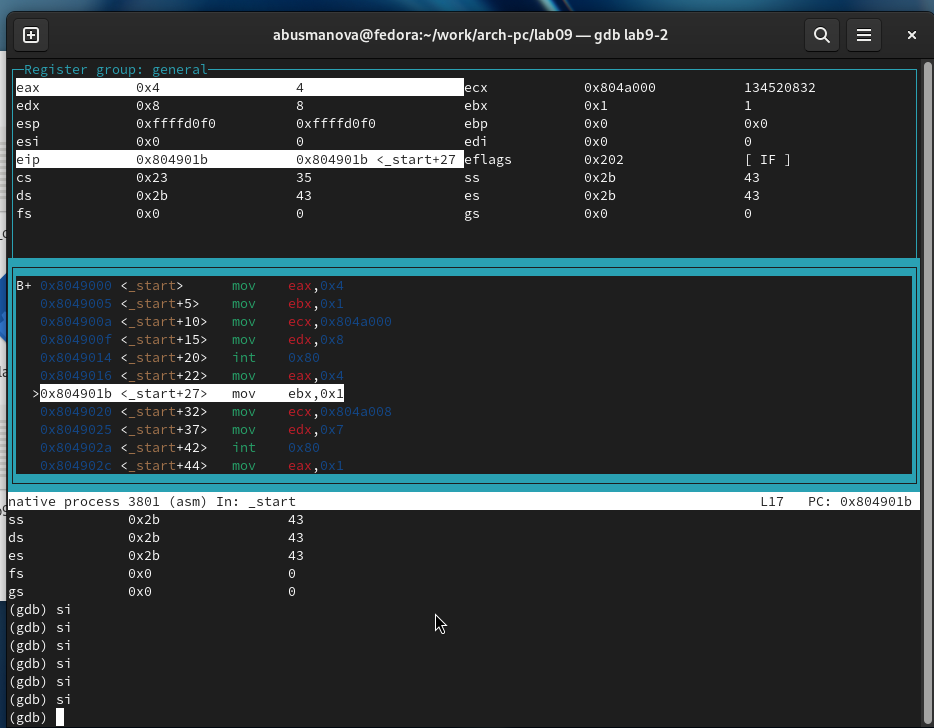 abusmanova@fedora:~/work/arch-pc/lab09 — gdb lab9-2
Register group: general
eax 0x4 4 ecx 0x804a000 134520832
edx 0x8 8 ebx 0x1 1
esp 0xffffd0f0 0xffffd0f0 ebp 0x0 0x0
esi 0x0 0 edi 0x0 0
eip 0x804901b 0x804901b <_start+27 eflags 0x202 [ IF ]
cs 0x23 35 ss 0x2b 43
ds 0x2b 43 es 0x2b 43
fs 0x0 0 gs 0x0 0
B+ 0x8049000 <_start> mov eax,0x4
0x8049005 <_start+5> mov ebx,0x1
0x804900a <_start+10> mov ecx,0x804a000
0x804900f <_start+15> mov edx,0x8
0x8049014 <_start+20> int 0x80
0x8049016 <_start+22> mov eax,0x4
>0x804901b <_start+27> mov ebx,0x1
0x8049020 <_start+32> mov ecx,0x804a008
0x8049025 <_start+37> mov edx,0x7
0x804902a <_start+42> int 0x80
0x804902c <_start+44> mov eax,0x1
native process 3801 (asm) In: _start L17 PC: 0x804901b
ss 0x2b 43
ds 0x2b 43
es 0x2b 43
fs 0x0 0
gs 0x0 0
(gdb) si
(gdb) si
(gdb) si
(gdb) si
(gdb) si
(gdb) si
(gdb)